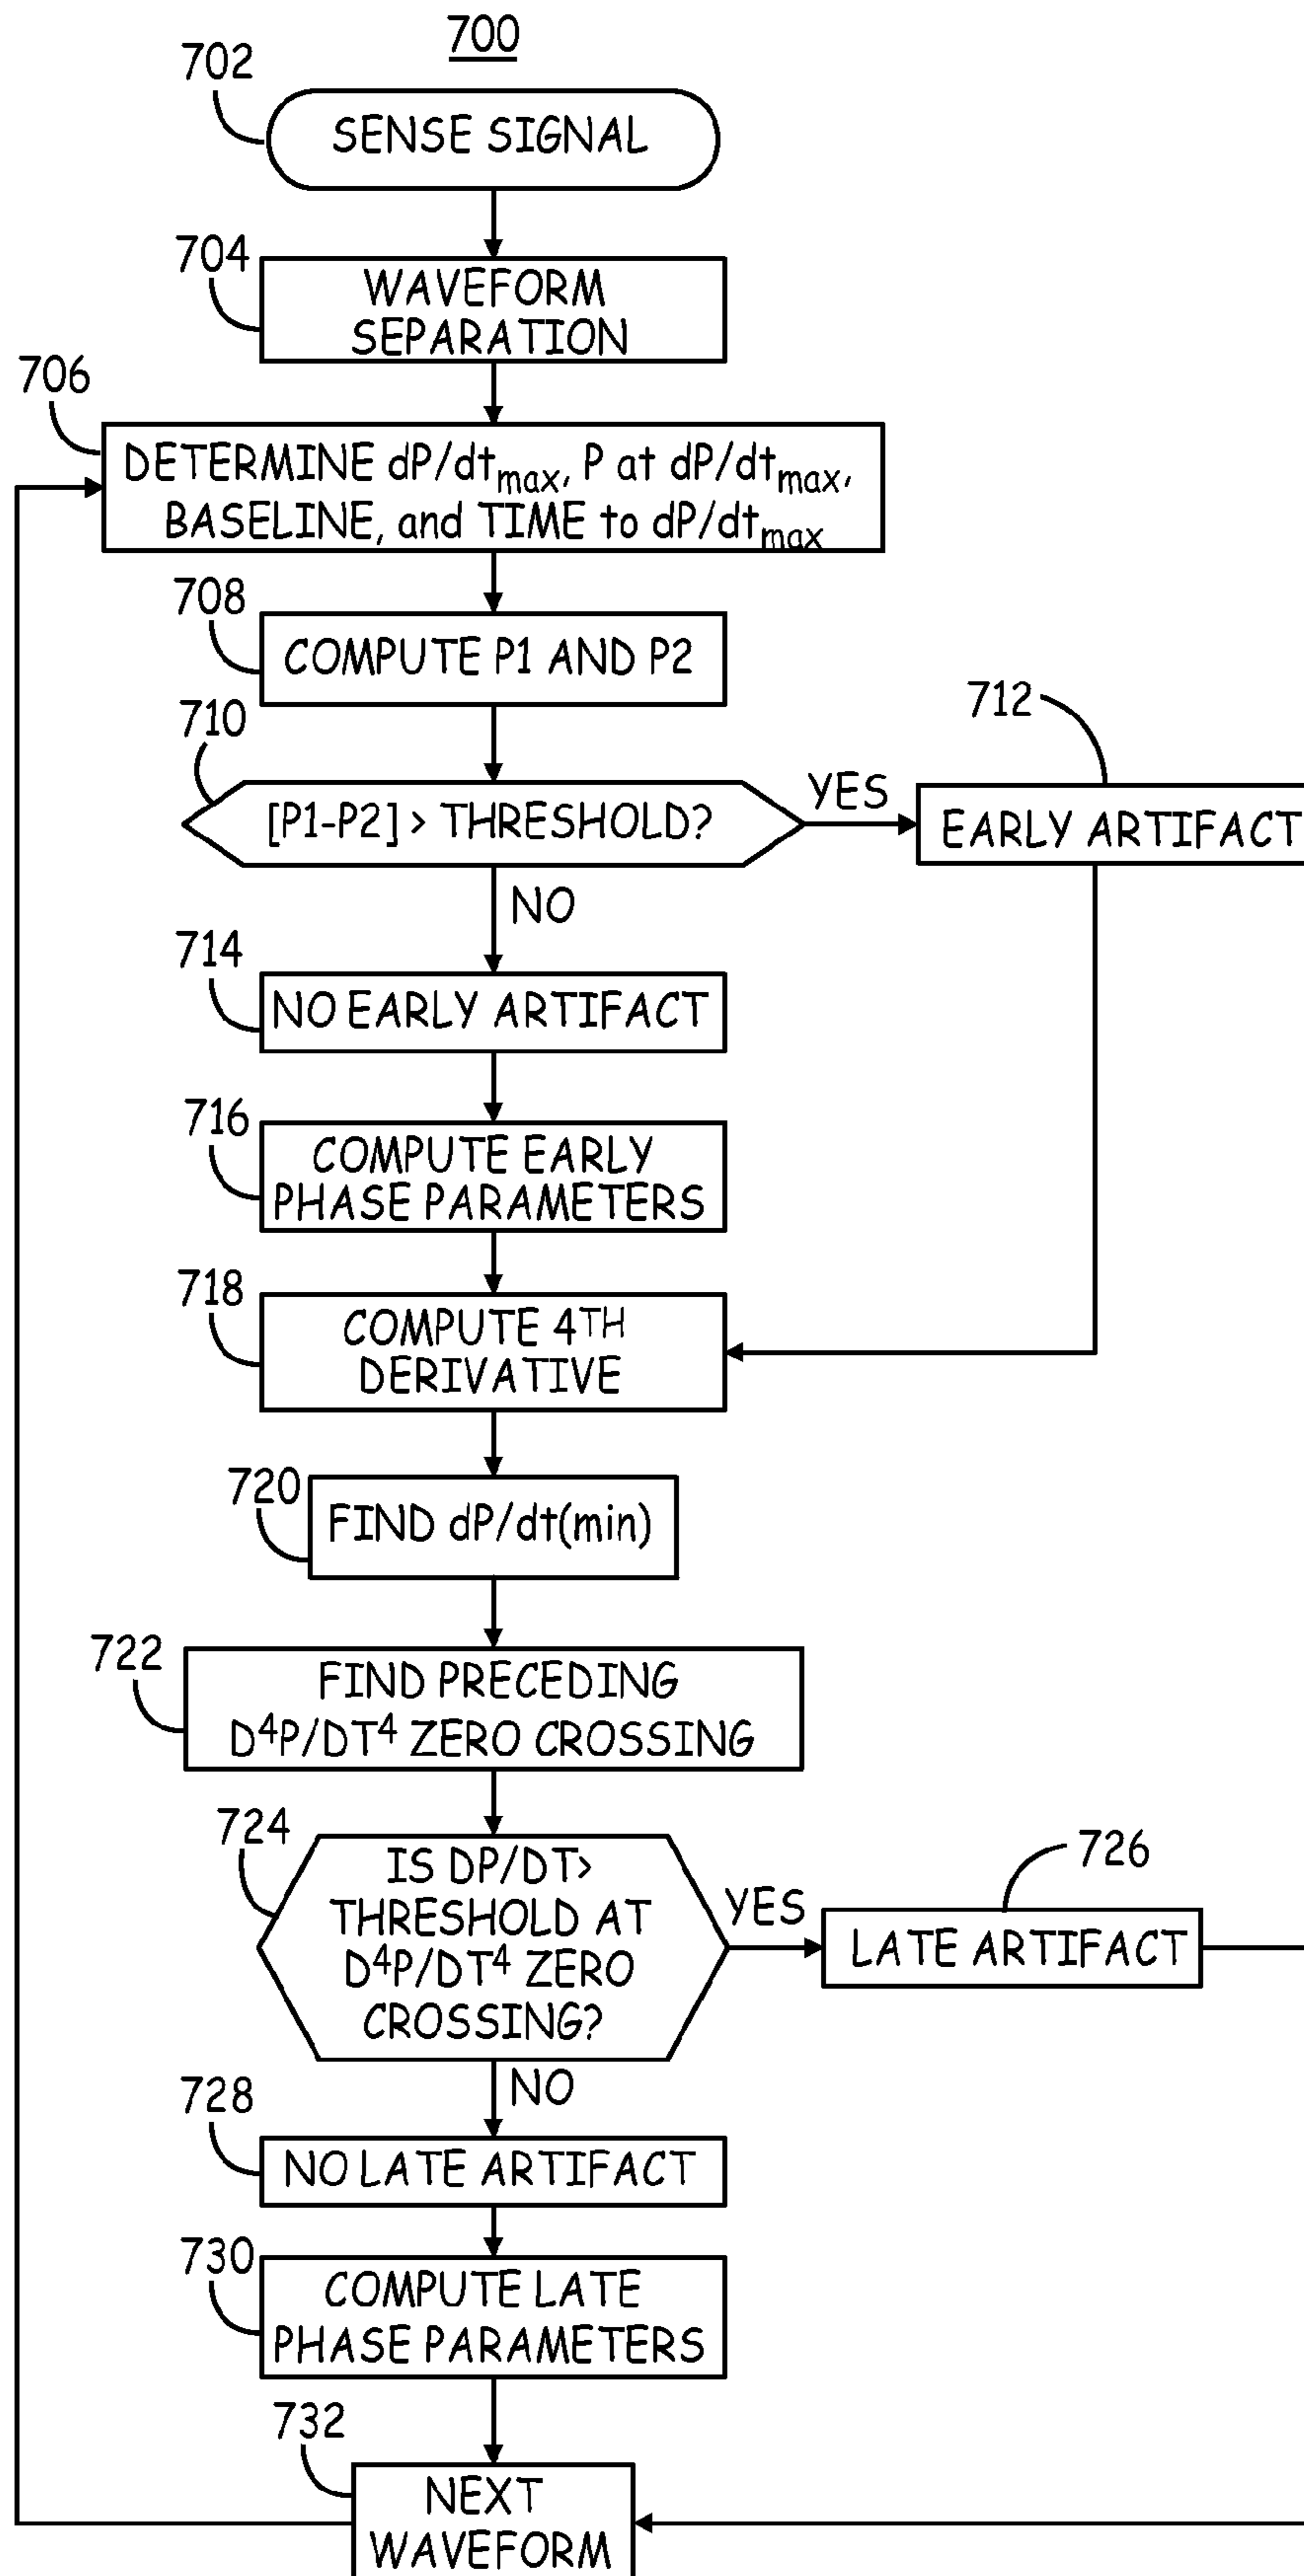 700
702
SENSE SIGNAL
704
WAVEFORM
SEPARATION
706
DETERMINE dP/dtmax, P at dP/dtmax,
BASELINE, and TIME to dP/dtmax
708
COMPUTE P1 AND P2
710
[P1-P2] > THRESHOLD?
YES
712
EARLY ARTIFACT
NO
714
NO EARLY ARTIFACT
716
COMPUTE EARLY
PHASE PARAMETERS
718
COMPUTE 4TH
DERIVATIVE
720
FIND dP/dt(min)
722
FIND PRECEDING
D⁴P/DT⁴ ZERO CROSSING
724
IS DP/DT>
THRESHOLD AT
D⁴P/DT⁴ ZERO
CROSSING?
YES
726
LATE ARTIFACT
NO
728
NO LATE ARTIFACT
730
COMPUTE LATE
PHASE PARAMETERS
732
NEXT
WAVEFORM